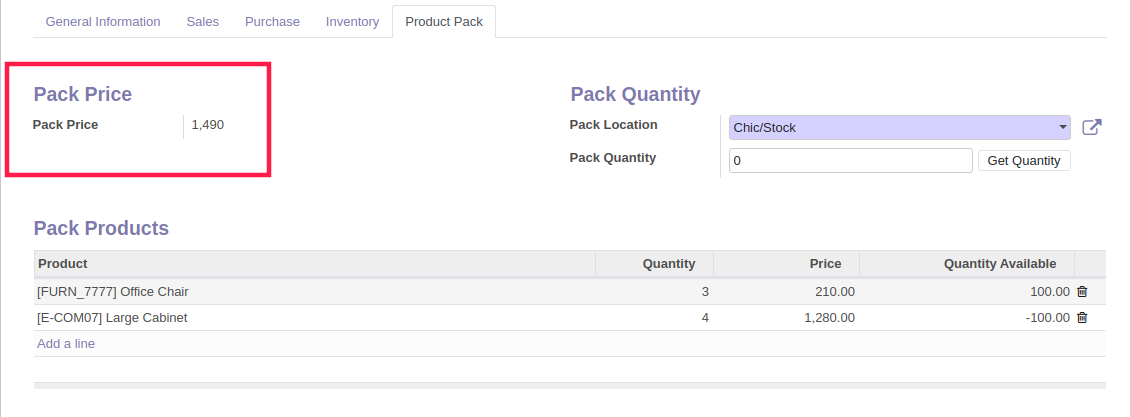 General Information Sales Purchase Inventory Product Pack
Pack Price
Pack Price 1,490
Pack Quantity
Pack Location Chic/Stock
Pack Quantity 0 Get Quantity
Pack Products
Product Quantity Price Quantity Available
[FURN_7777] Office Chair 3 210.00 100.00
[E-COM07] Large Cabinet 4 1,280.00 -100.00
Add a line